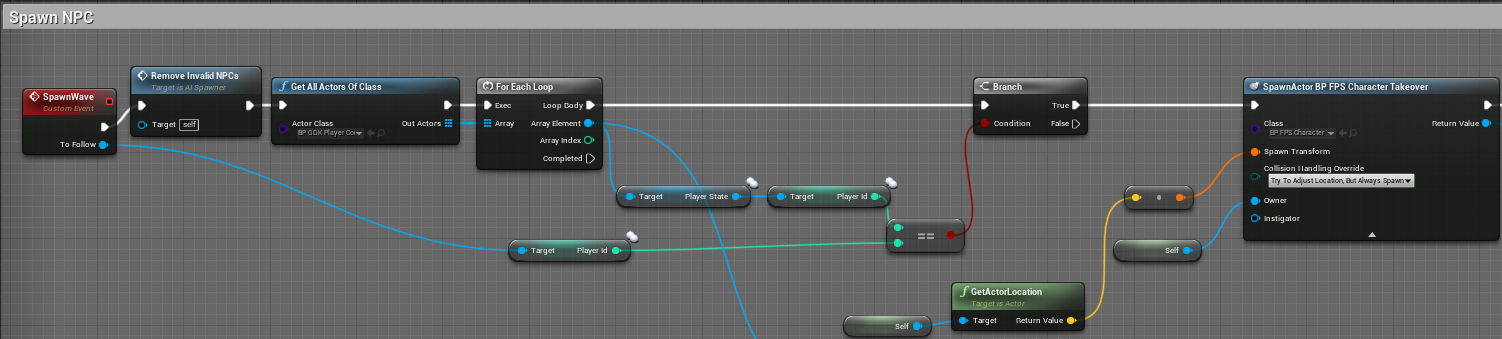 Spawn NPC
SpawnWave
Custom Event
To Follow
Remove Invalid NPCs
Target is AI Spawner
Target self
Get All Actors Of Class
Actor Class
BP GDK Player Co
Out Actors
For Each Loop
Exec Loop Body
Array Array Element
Array Index
Completed
Target Player State
Target Player Id
Target Player Id
==
Branch
True
Condition False
Self
GetActorLocation
Target is Actor
Target Return Value
Self
SpawnActor BP FPS Character Takeover
Class
BP FPS Character
Return Value
Spawn Transform
Collision Handling Override
Try To Adjust Location, But Always Spawn
Owner
Instigator